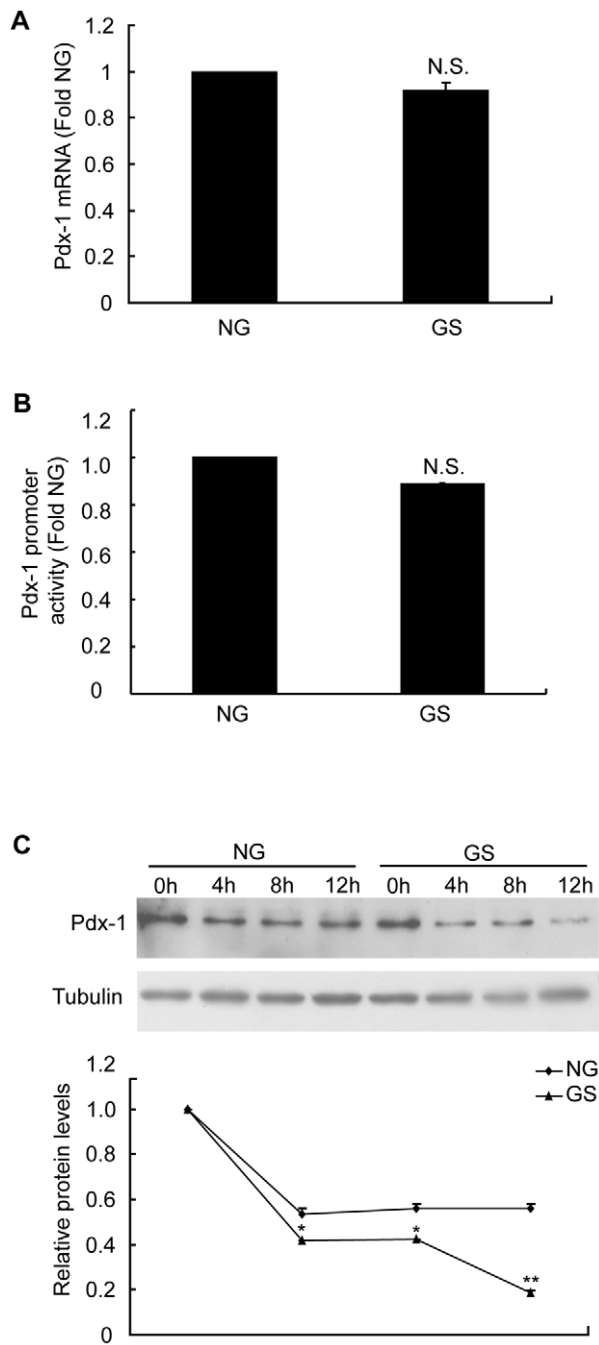 A
Pdx-1 mRNA (Fold NG)
1.2
1
0.8
0.6
0.4
0.2
0
N.S.
NG GS
B
Pdx-1 promoter
activity (Fold NG)
1.2
1.0
0.8
0.6
0.4
0.2
0
N.S.
NG GS
C
NG GS
0h 4h 8h 12h 0h 4h 8h 12h
Pdx-1
Tubulin
Relative protein levels
1.2
1.0
0.8
0.6
0.4
0.2
0
NG
GS
* * **